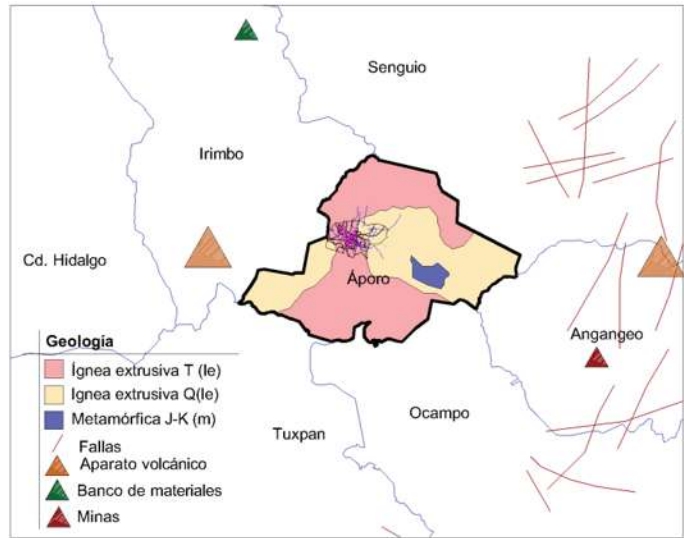 Senguio
Irimbo
Cd. Hidalgo
Áporo
Angangeo
Ocampo
Tuxpan
Geología
Ígnea extrusiva T (Ie)
Ignea extrusiva Q(Ie)
Metamórfica J-K (m)
Fallas
Aparato volcánico
Banco de materiales
Minas